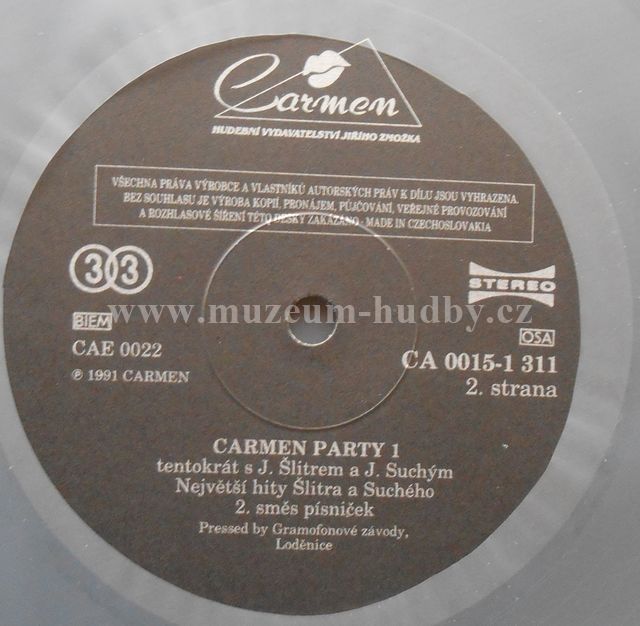 Carmen
HUDEBNÍ VYDAVATELSTVÍ JIŘÍHO ZMOŽKA
VŠECHNA PRÁVA VÝROBCE A VLASTNÍKŮ AUTORSKÝCH PRÁV K DÍLU JSOU VYHRAZENA.
BEZ SOUHLASU JE VÝROBA KOPIÍ, PRONÁJEM, PŮJČOVÁNÍ, VEŘEJNÉ PROVOZOVÁNÍ
A ROZHLASOVÉ ŠÍŘENÍ TÉTO DESKY ZAKÁZÁNO - MADE IN CZECHOSLOVAKIA
33
STEREO
www.muzeum-hudby.cz
BIEM
OSA
CAE 0022
CA 0015-1 311
℗ 1991 CARMEN
2. strana
CARMEN PARTY 1
tentokrát s J. Šlitrem a J. Suchým
Největší hity Šlitra a Suchého
2. směs písniček
Pressed by Gramofonové závody,
Loděnice